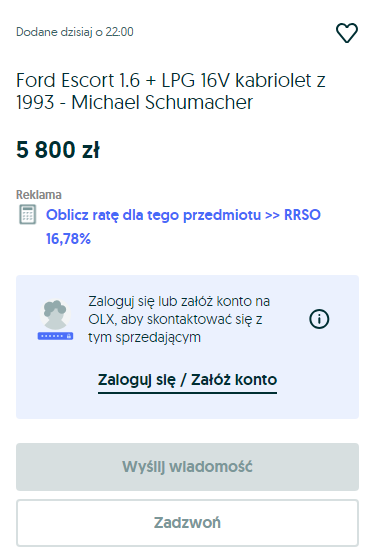 Dodane dzisiaj o 22:00
Ford Escort 1.6 + LPG 16V kabriolet z
1993 - Michael Schumacher
5 800 zł
Reklama
Oblicz ratę dla tego przedmiotu >> RRSO
16,78%
Zaloguj się lub załóż konto na
OLX, aby skontaktować się z
tym sprzedającym
Zaloguj się / Załóż konto
Wyślij wiadomość
Zadzwoń